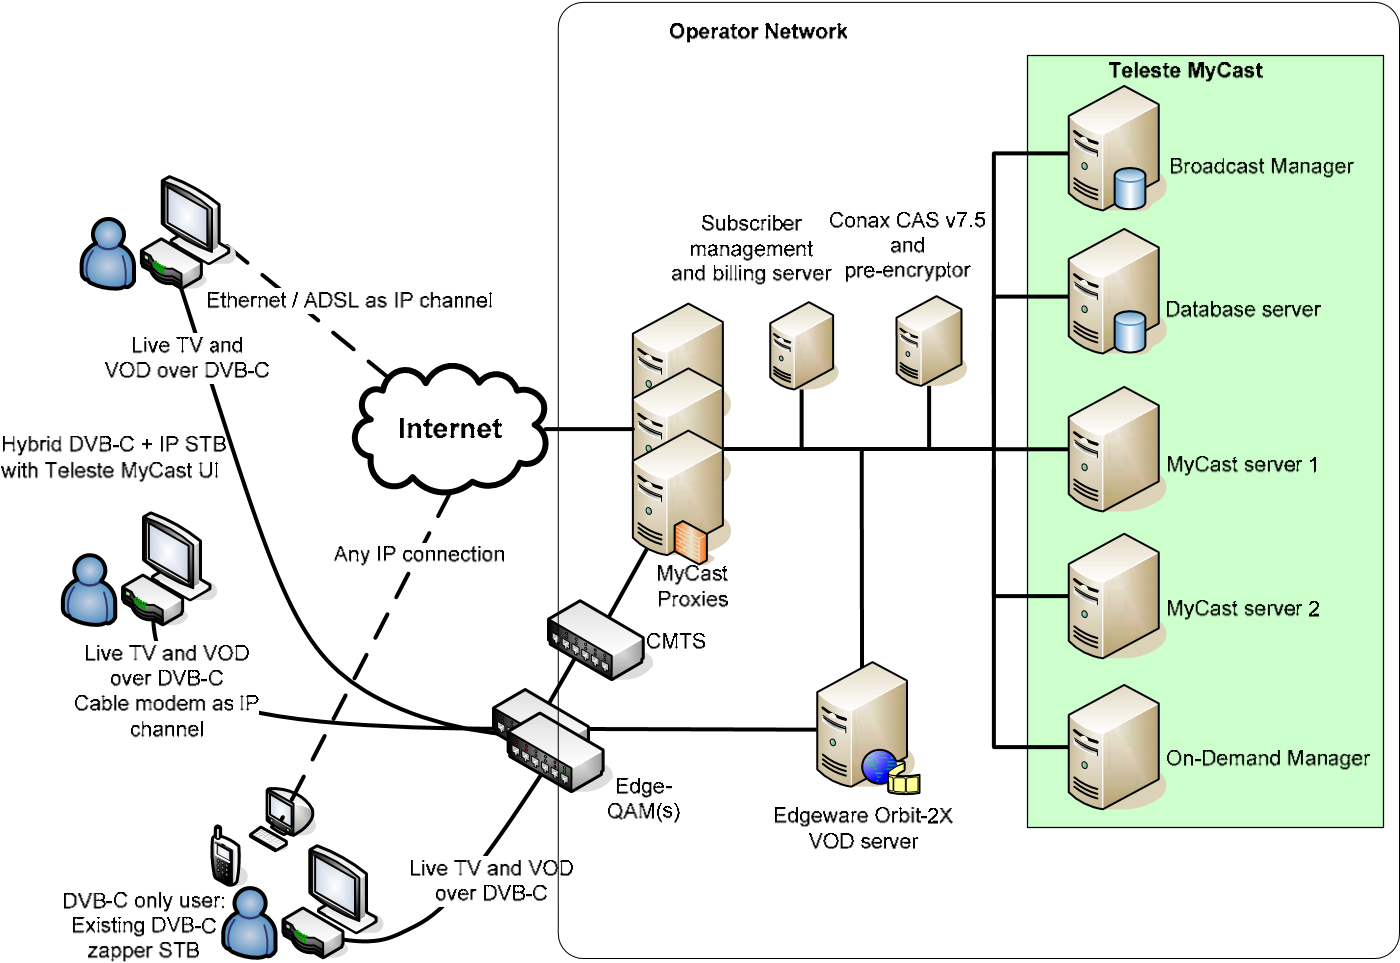 Operator Network
Teleste MyCast
Broadcast Manager
Subscriber
management
and billing server
Conax CAS v7.5
and
pre-encryptor
Ethernet / ADSL as IP channel
Database server
Live TV and
VOD over DVB-C
Internet
Hybrid DVB-C + IP STB
with Teleste MyCast UI
MyCast server 1
Any IP connection
MyCast
Proxies
MyCast server 2
CMTS
Live TV and VOD
over DVB-C
Cable modem as IP
channel
On-Demand Manager
Edge-
QAM(s)
Edgeware Orbit-2X
VOD server
Live TV and VOD
over DVB-C
DVB-C only user:
Existing DVB-C
zapper STB